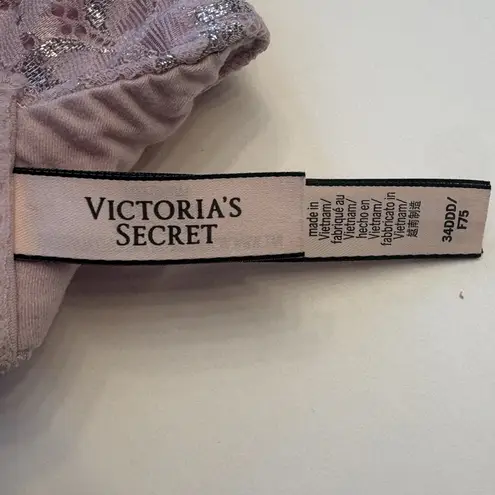 VICTORIA'S
SECRET
made in
Vietnam/
fabriqué au
Vietnam/
hecho en
Vietnam/
fabbricato in
Vietnam/
越南制造
34DDD/
F75